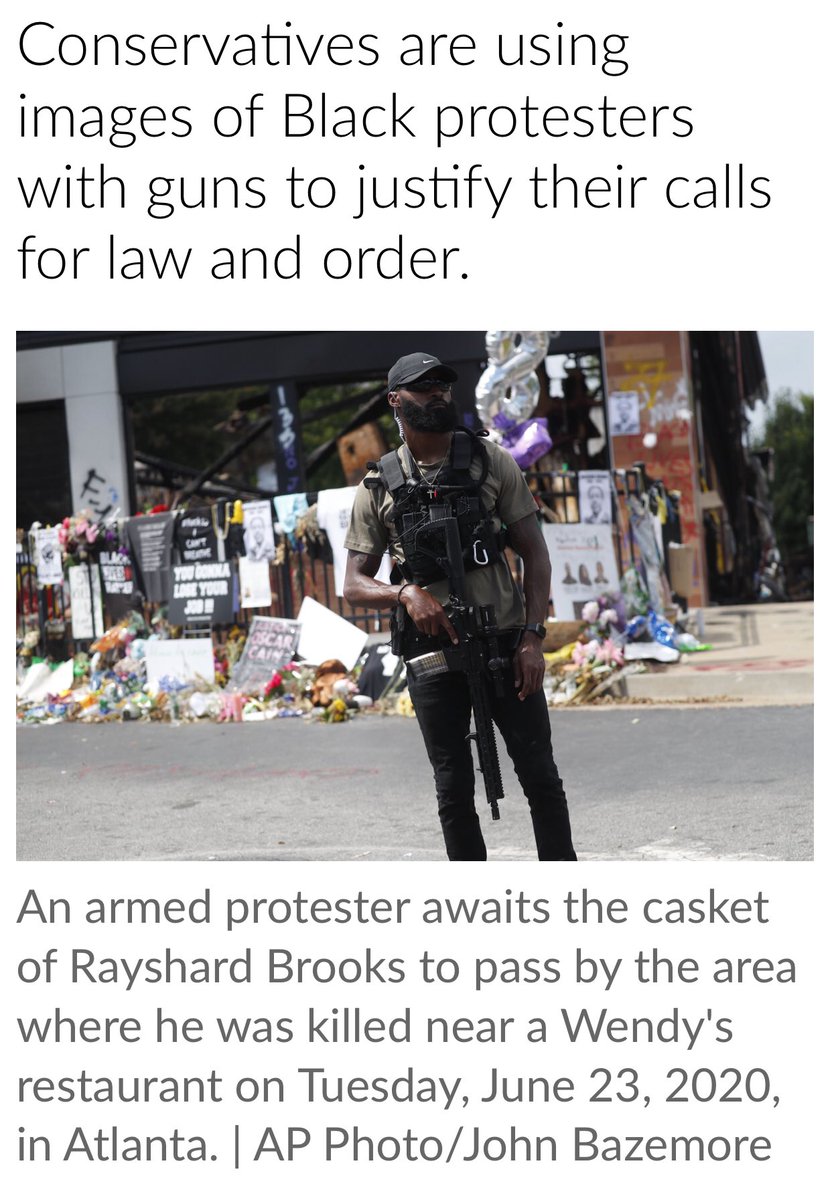 Conservatives are using
images of Black protesters
with guns to justify their calls
for law and order.
YOU GONNA
LOSE YOUR
JOB !!!
An armed protester awaits the casket
of Rayshard Brooks to pass by the area
where he was killed near a Wendy's
restaurant on Tuesday, June 23, 2020,
in Atlanta. | AP Photo/John Bazemore